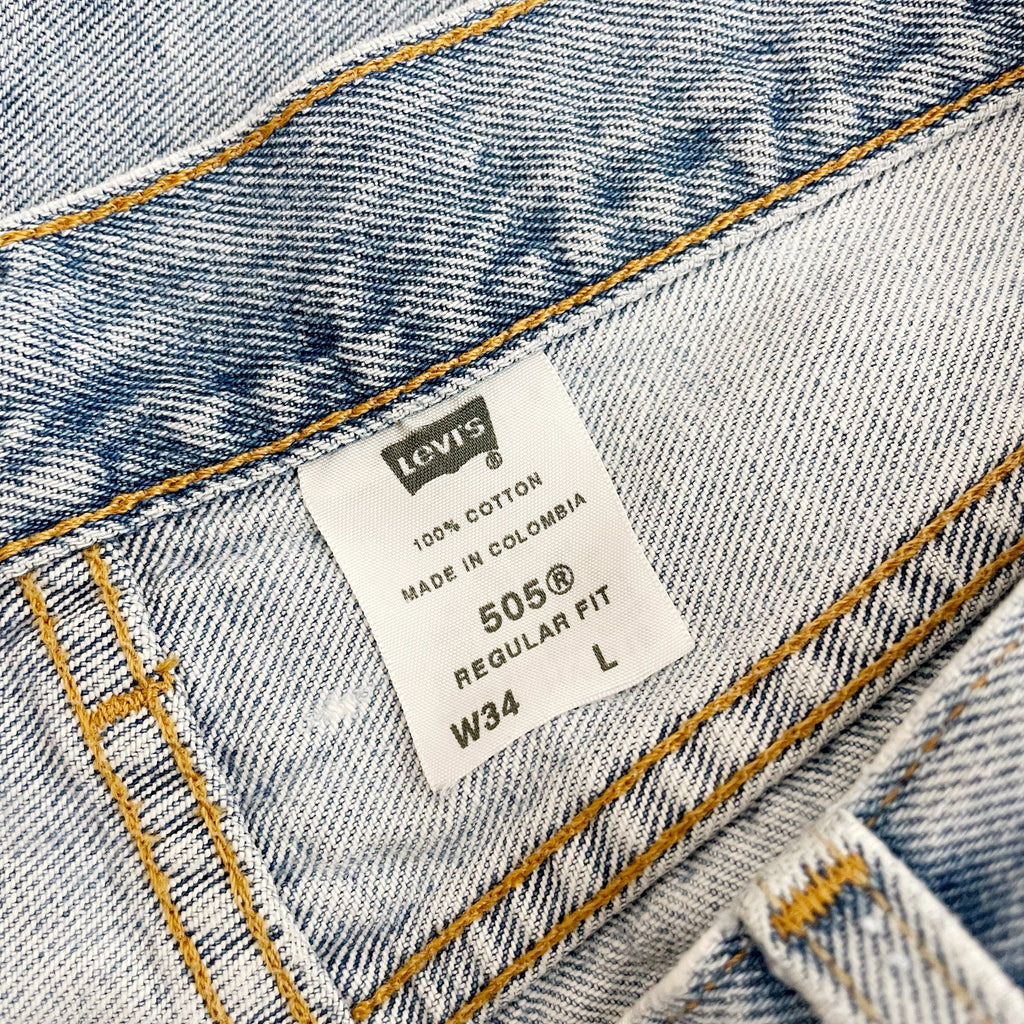 Levi's®
100% COTTON
MADE IN COLOMBIA
505®
REGULAR FIT
W34 L